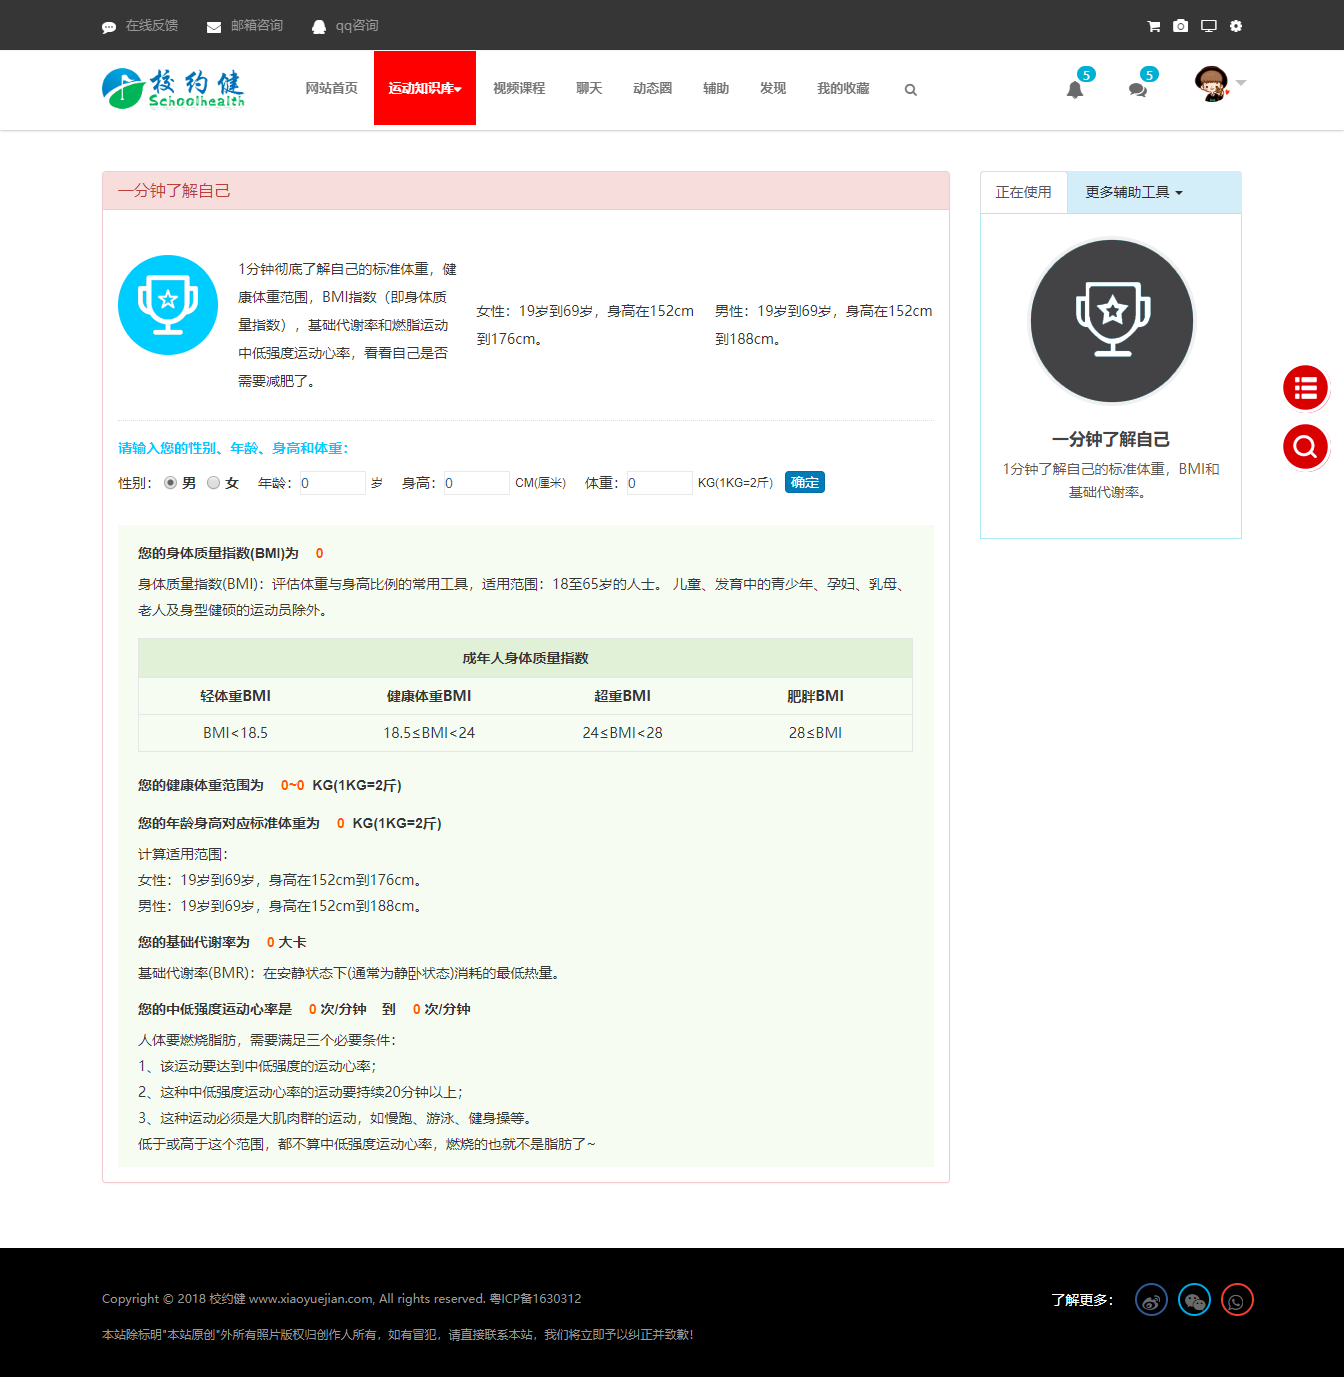 在线反馈 邮箱咨询 qq咨询
校约健
Schoolhealth
网站首页 运动知识库 视频课程 聊天 动态圈 辅助 发现 我的收藏
5 5
一分钟了解自己
1分钟彻底了解自己的标准体重，健
康体重范围，BMI指数（即身体质
量指数），基础代谢率和燃脂运动
中低强度运动心率，看看自己是否
需要减肥了。
女性：19岁到69岁，身高在152cm
到176cm。
男性：19岁到69岁，身高在152cm
到188cm。
请输入您的性别、年龄、身高和体重：
性别： 男 女 年龄：0 岁 身高：0 CM(厘米) 体重：0 KG(1KG=2斤) 确定
您的身体质量指数(BMI)为 0
身体质量指数(BMI)：评估体重与身高比例的常用工具，适用范围：18至65岁的人士。 儿童、发育中的青少年、孕妇、乳母、
老人及身型健硕的运动员除外。
成年人身体质量指数
轻体重BMI 健康体重BMI 超重BMI 肥胖BMI
BMI<18.5 18.5≤BMI<24 24≤BMI<28 28≤BMI
您的健康体重范围为 0~0 KG(1KG=2斤)
您的年龄身高对应标准体重为 0 KG(1KG=2斤)
计算适用范围：
女性：19岁到69岁，身高在152cm到176cm。
男性：19岁到69岁，身高在152cm到188cm。
您的基础代谢率为 0 大卡
基础代谢率(BMR)：在安静状态下(通常为静卧状态)消耗的最低热量。
您的中低强度运动心率是 0 次/分钟 到 0 次/分钟
人体要燃烧脂肪，需要满足三个必要条件：
1、该运动要达到中低强度的运动心率；
2、这种中低强度运动心率的运动要持续20分钟以上；
3、这种运动必须是大肌肉群的运动，如慢跑、游泳、健身操等。
低于或高于这个范围，都不算中低强度运动心率，燃烧的也就不是脂肪了~
正在使用 更多辅助工具
一分钟了解自己
1分钟了解自己的标准体重，BMI和
基础代谢率。
Copyright © 2018 校约健 www.xiaoyuejian.com, All rights reserved. 粤ICP备1630312
本站除标明"本站原创"外所有照片版权归创作人所有，如有冒犯，请直接联系本站，我们将立即予以纠正并致歉！
了解更多：